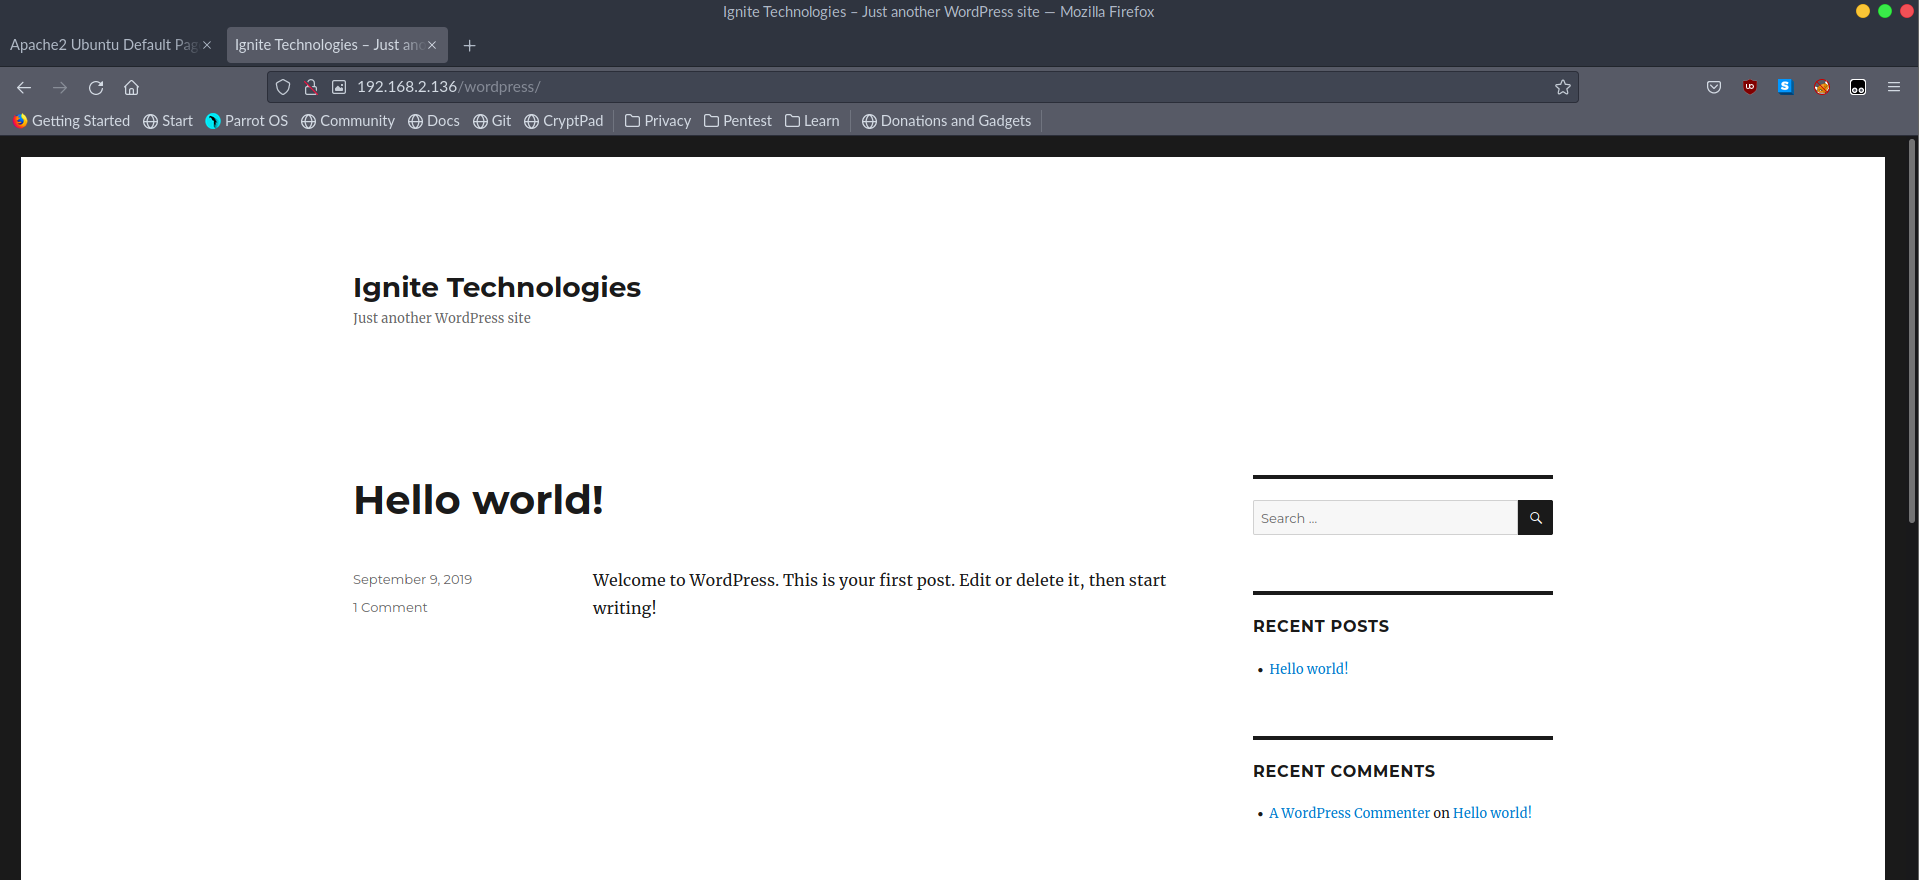 Ignite Technologies – Just another WordPress site — Mozilla Firefox
Apache2 Ubuntu Default Pag
Ignite Technologies – Just ano
192.168.2.136/wordpress/
Getting Started Start Parrot OS Community Docs Git CryptPad Privacy Pentest Learn Donations and Gadgets
Ignite Technologies
Just another WordPress site
Hello world!
September 9, 2019
1 Comment
Welcome to WordPress. This is your first post. Edit or delete it, then start
writing!
Search ...
RECENT POSTS
Hello world!
RECENT COMMENTS
A WordPress Commenter on Hello world!